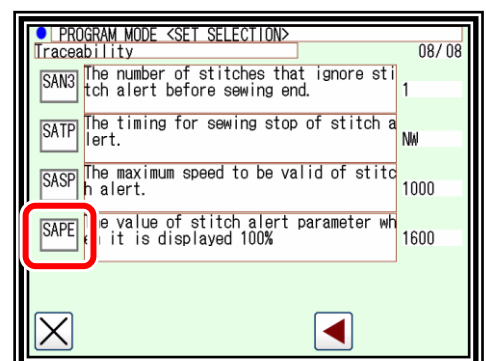 PROGRAM MODE <SET SELECTION>
Traceability 08/08
SAN3 The number of stitches that ignore sti
tch alert before sewing end. 1
SATP The timing for sewing stop of stitch a
lert. NW
SASP The maximum speed to be valid of stitc
h alert. 1000
SAPE he value of stitch alert parameter wh
it is displayed 100% 1600